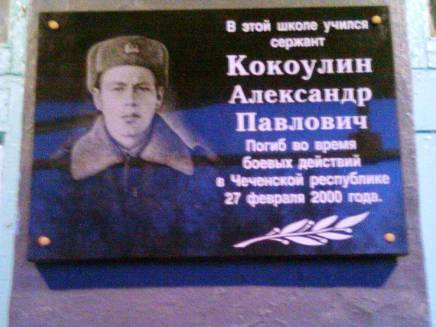 В этой школе учился
сержант
Кокоулин
Александр
Павлович
Погиб во время
боевых действий
в Чеченской республике
27 февраля 2000 года.